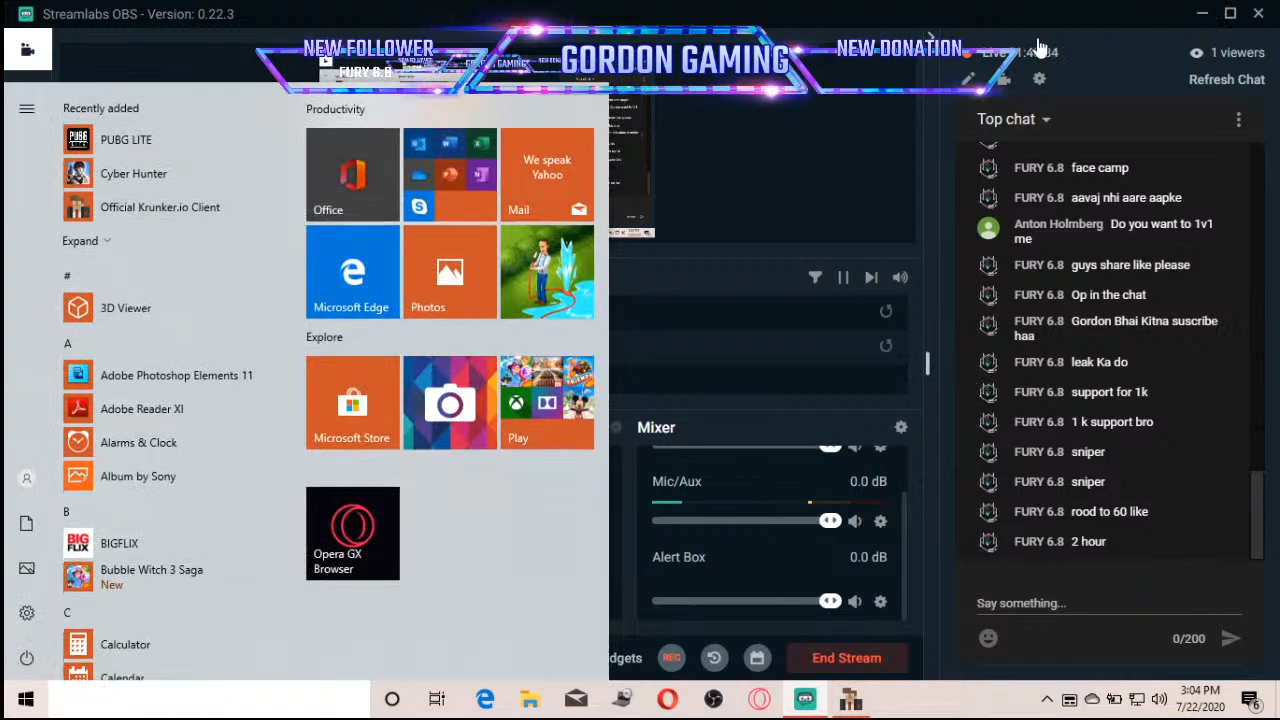 Streamlabs OBS - Version: 0.22.3
NEW FOLLOWER
FURY 6.8
GORDON GAMING
NEW DONATION
Viewers
Refresh Chat
Recently added
PUBG LITE
Cyber Hunter
Official Krunker.io Client
Expand
#
3D Viewer
A
Adobe Photoshop Elements 11
Adobe Reader XI
Alarms & Clock
Album by Sony
B
BIGFLIX
Bubble Witch 3 Saga
New
C
Calculator
Calendar
Productivity
Office
We speak
Yahoo
Mail
Microsoft Edge
Photos
Explore
Microsoft Store
Play
Opera GX
Browser
Mixer
Mic/Aux 0.0 dB
Alert Box 0.0 dB
dgets
REC
End Stream
Top chat
FURY 6.8 face camp
FURY 6.8 aavaj nhi aare aapke
Anton Holmberg Do you want to 1v1
me
FURY 6.8 guys share like please
FURY 6.8 Op in the chat
FURY 6.8 Gordon Bhai Kitna suscribe
haa
FURY 6.8 leak Ka do
FURY 6.8 support for 1k
FURY 6.8 1 k support bro
FURY 6.8 sniper
FURY 6.8 sniper
FURY 6.8 rood to 60 like
FURY 6.8 2 hour
Say something...
0/200
3:04 PM
7/22/2020
6